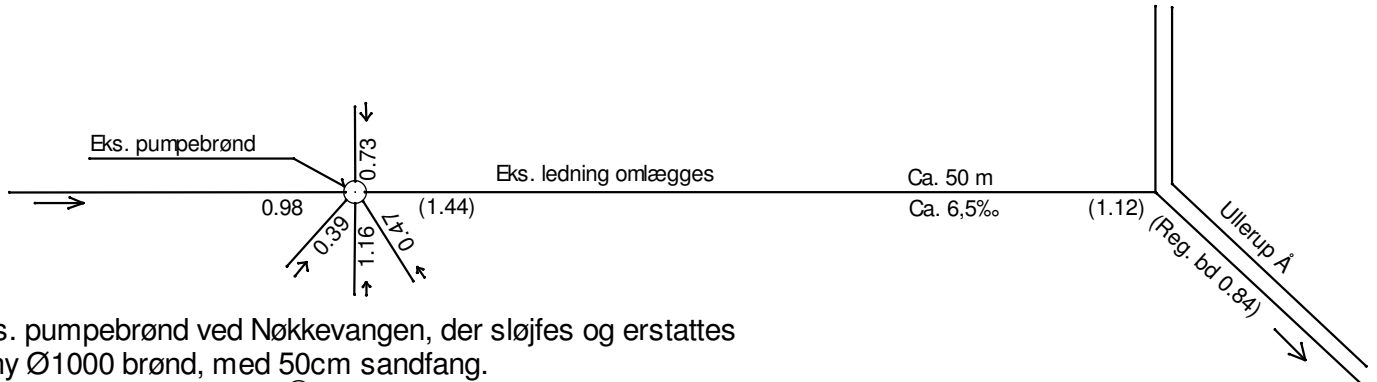 Eks. pumpebrønd
0.73
Eks. ledning omlægges
Ca. 50 m
0.98
(1.44)
Ca. 6,5‰
(1.12)
0.39
1.16
0.47
(Reg. bd 0.84)
Ullerup Å
s. pumpebrønd ved Nøkkevangen, der sløjfes og erstattes
ny Ø1000 brønd, med 50cm sandfang.